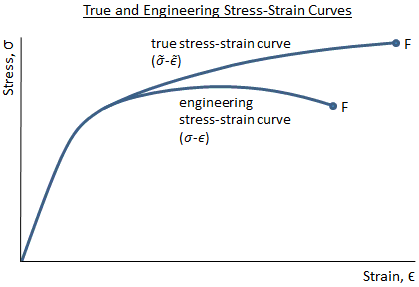 True and Engineering Stress-Strain Curves
Stress, σ
true stress-strain curve
(σ̃-ε̃)
F
engineering
stress-strain curve
(σ-ϵ)
F
Strain, ϵ